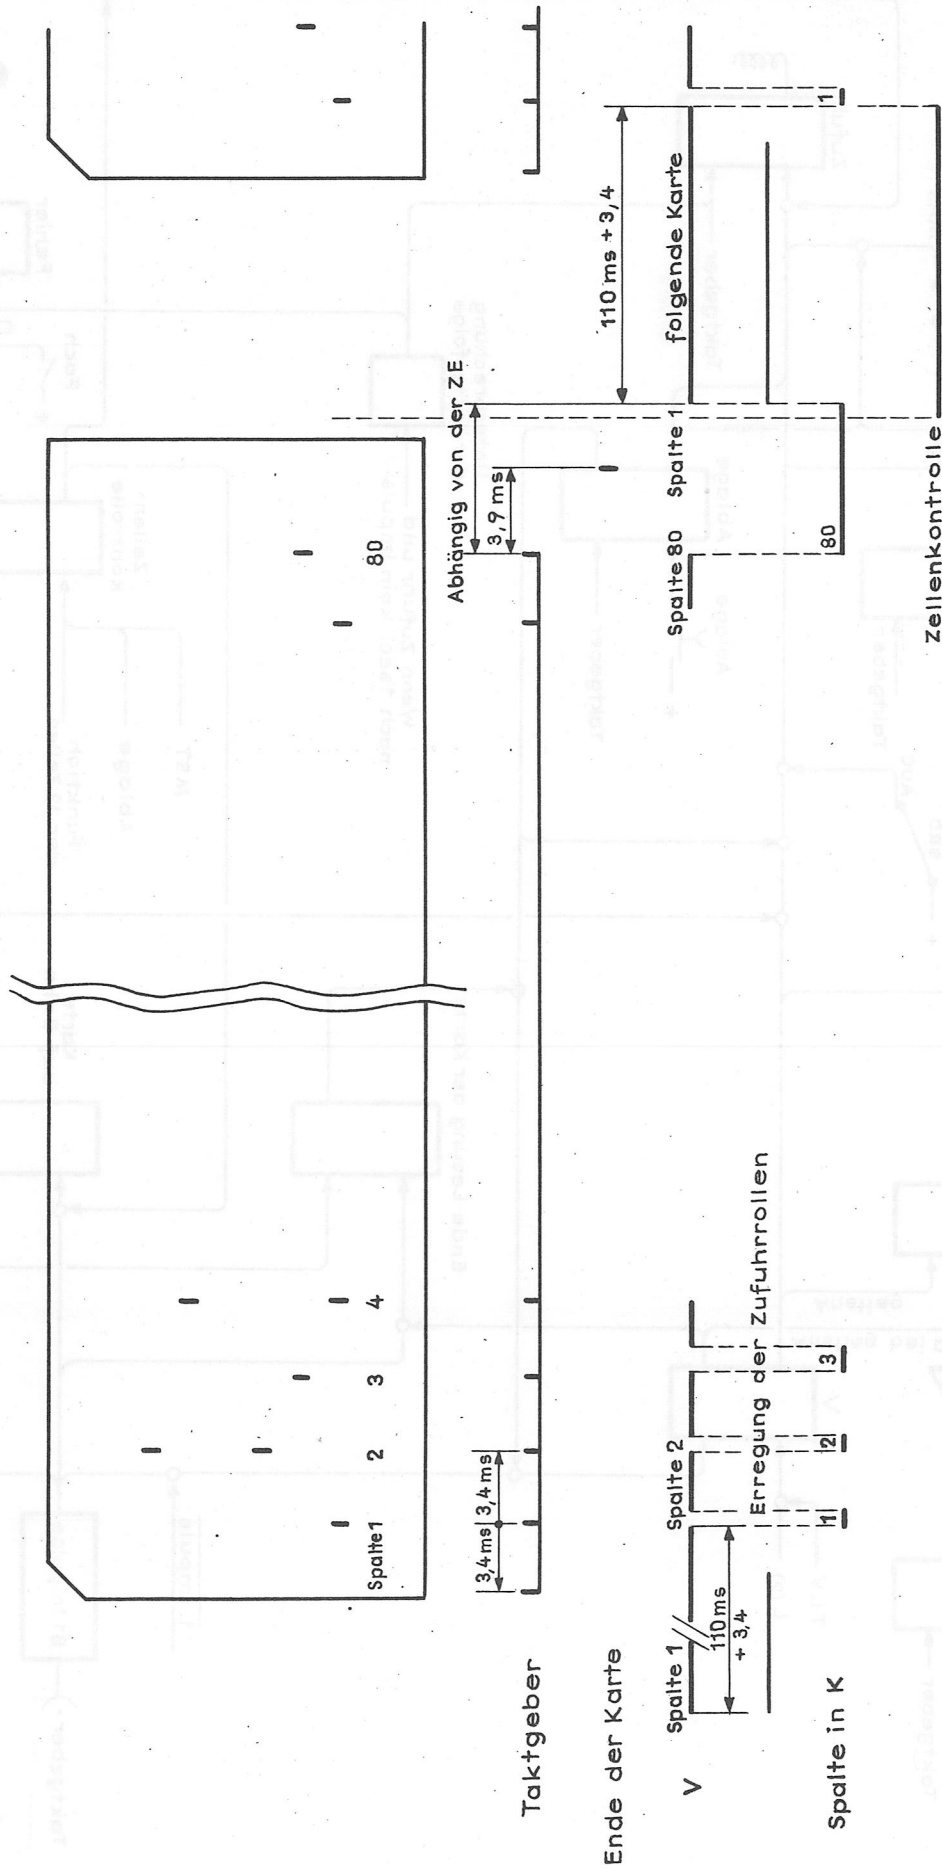 Spalte 1
2
3
4
80
3,4 ms
3,4 ms
Abhängig von der ZE
3,9 ms
Taktgeber
Ende der Karte
110 ms + 3,4
V
Spalte 1
Spalte 2
Spalte 80
Spalte 1
folgende Karte
110 ms
+ 3,4
Erregung der Zufuhrrollen
Spalte in K
1
2
3
80
1
Zellenkontrolle